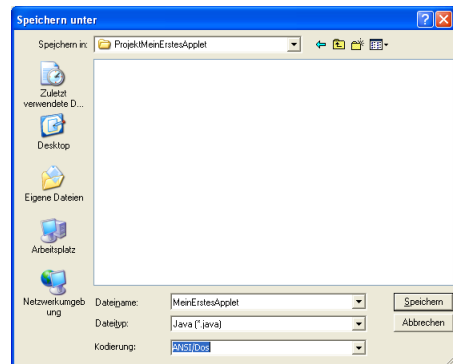 Speichern unter
Speichern in: ProjektMeinErstesApplet
Zuletzt
verwendete D...
Desktop
Eigene Dateien
Arbeitsplatz
Netzwerkumgeb
ung
Dateiname: MeinErstesApplet Speichern
Dateityp: Java (*.java) Abbrechen
Kodierung: ANSI/Dos